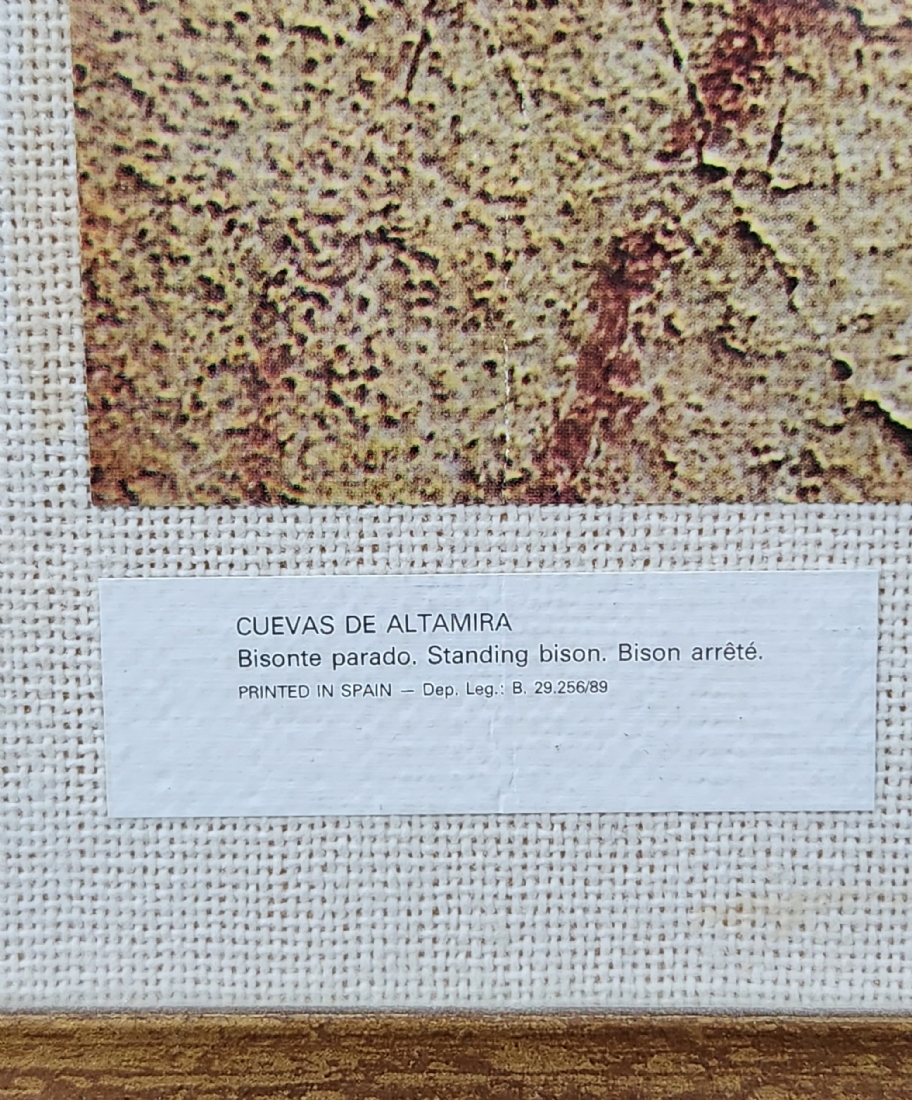 CUEVAS DE ALTAMIRA
Bisonte parado. Standing bison. Bison arrêté.
PRINTED IN SPAIN — Dep. Leg.: B. 29.256/89